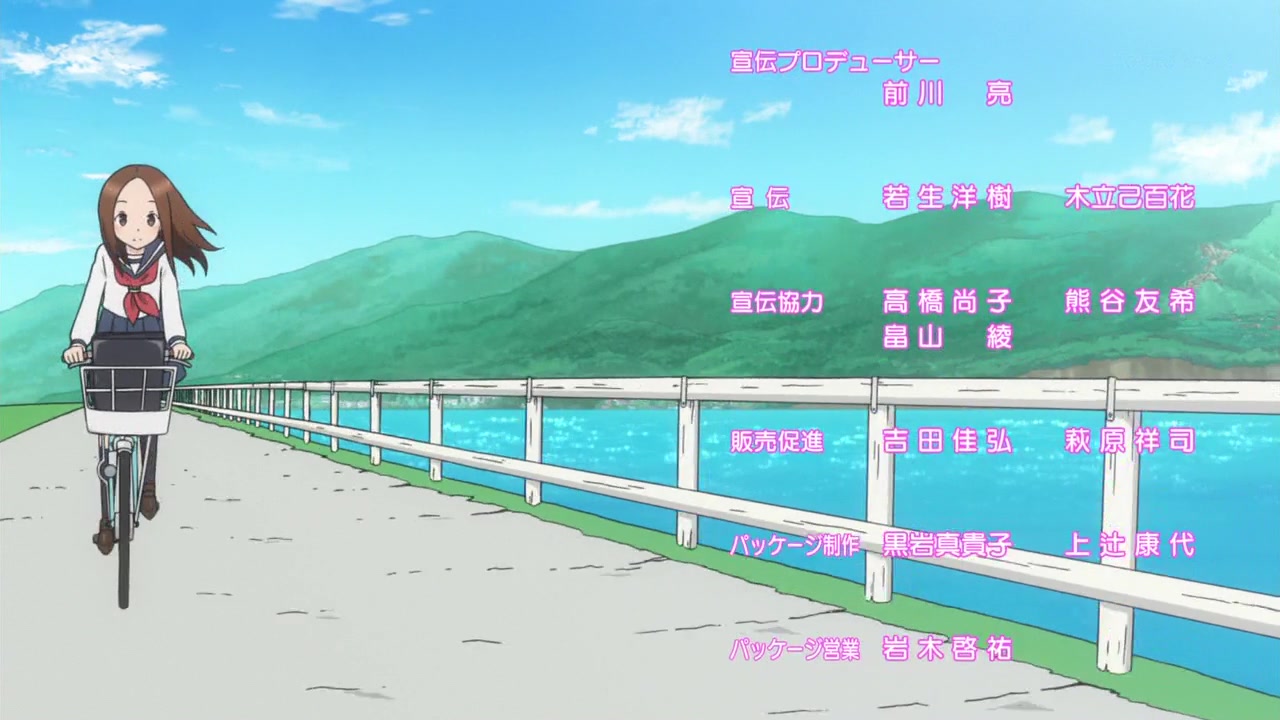 宣伝プロデューサー
前川 亮
宣伝 若生洋樹 木立己百花
宣伝協力 高橋尚子 熊谷友希
畠山 綾
販売促進 吉田佳弘 萩原祥司
パッケージ制作 黒岩真貴子 上辻康代
パッケージ営業 岩木啓祐